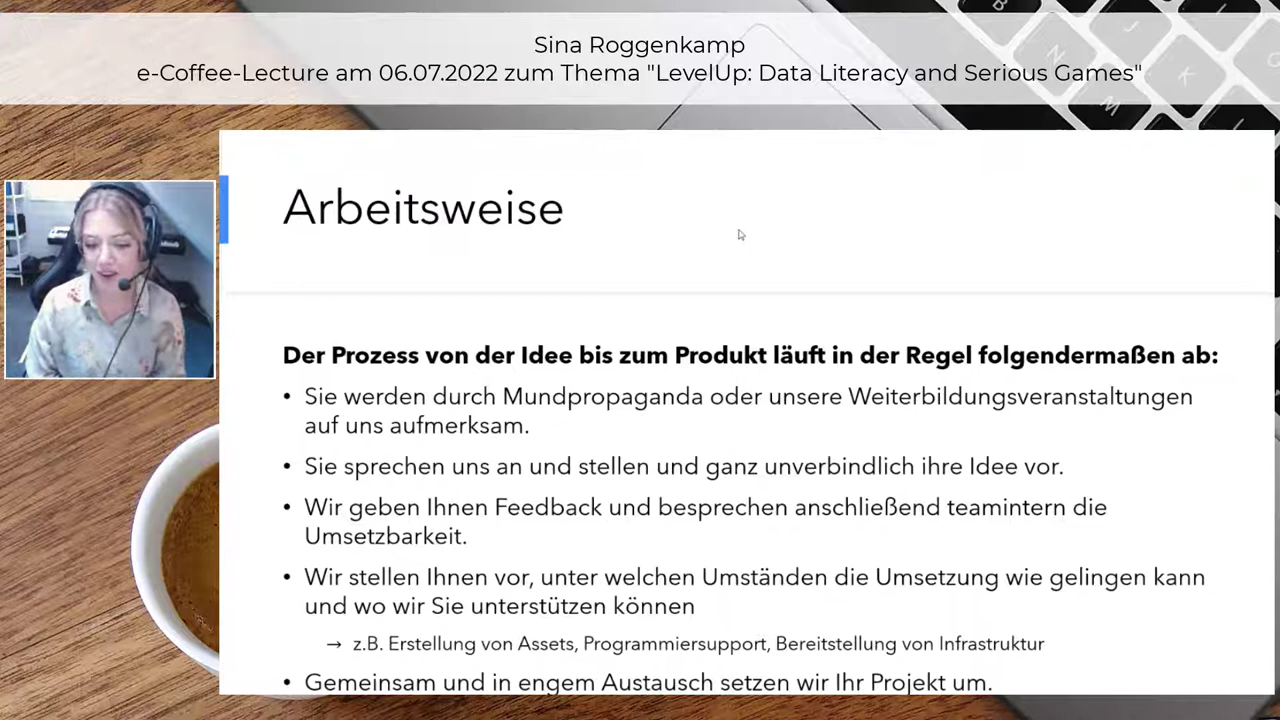 Sina Roggenkamp
e-Coffee-Lecture am 06.07.2022 zum Thema "LevelUp: Data Literacy and Serious Games"
Arbeitsweise
Der Prozess von der Idee bis zum Produkt läuft in der Regel folgendermaßen ab:
• Sie werden durch Mundpropaganda oder unsere Weiterbildungsveranstaltungen
auf uns aufmerksam.
• Sie sprechen uns an und stellen und ganz unverbindlich ihre Idee vor.
• Wir geben Ihnen Feedback und besprechen anschließend teamintern die
Umsetzbarkeit.
• Wir stellen Ihnen vor, unter welchen Umständen die Umsetzung wie gelingen kann
und wo wir Sie unterstützen können
→ z.B. Erstellung von Assets, Programmiersupport, Bereitstellung von Infrastruktur
• Gemeinsam und in engem Austausch setzen wir Ihr Projekt um.